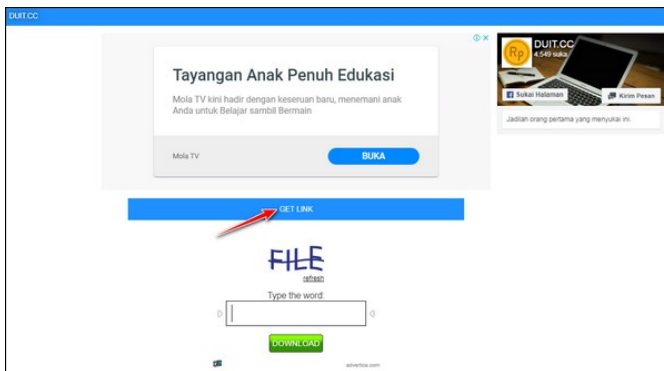 DUIT.CC
Tayangan Anak Penuh Edukasi
Mola TV kini hadir dengan keseruan baru, menemani anak
Anda untuk Belajar sambil Bermain
Mola TV
BUKA
DUIT.CC
4.549 suka
Rp
Sukai Halaman
Kirim Pesan
Jadilah orang pertama yang menyukai ini.
GET LINK
FILE
refresh
Type the word:
DOWNLOAD
advertica.com